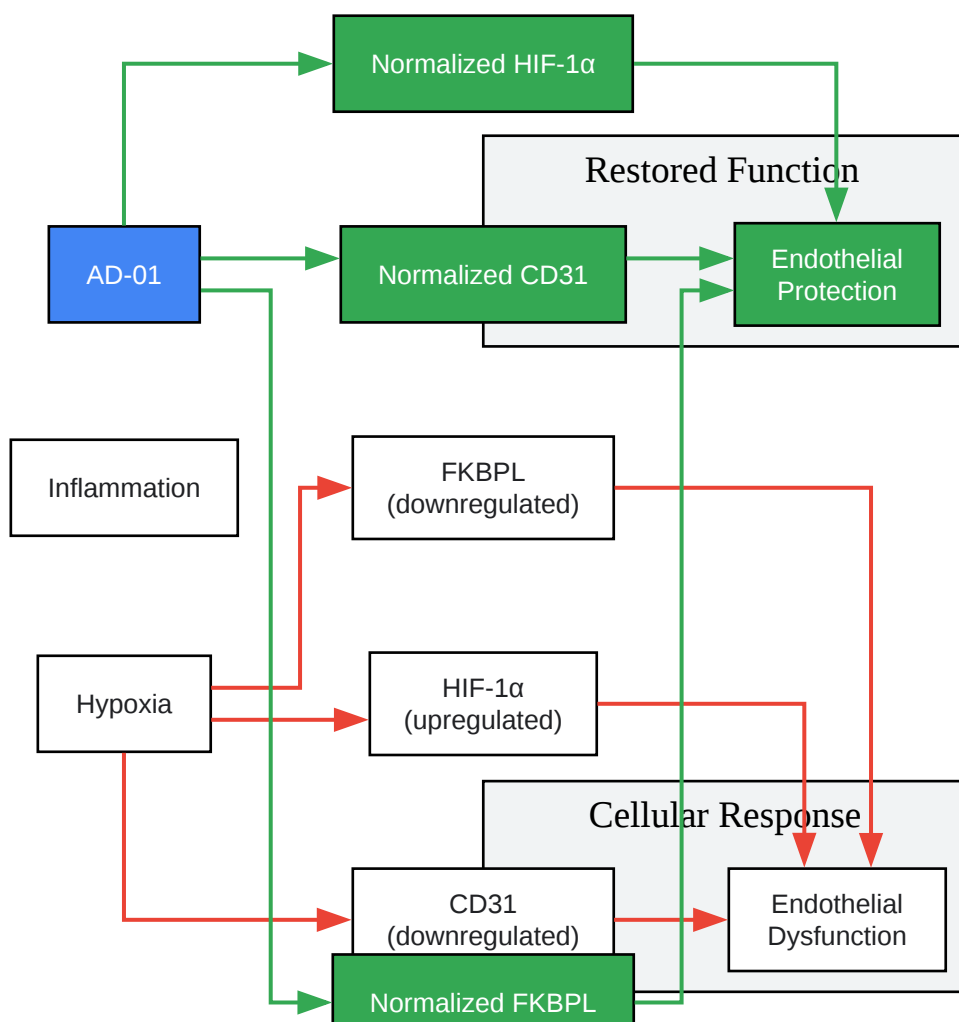 Normalized HIF-1α
Restored Function
AD-01
Normalized CD31
Endothelial
Protection
Inflammation
FKBPL
(downregulated)
Hypoxia
HIF-1α
(upregulated)
Cellular Response
CD31
(downregulated)
Endothelial
Dysfunction
Normalized FKBPL